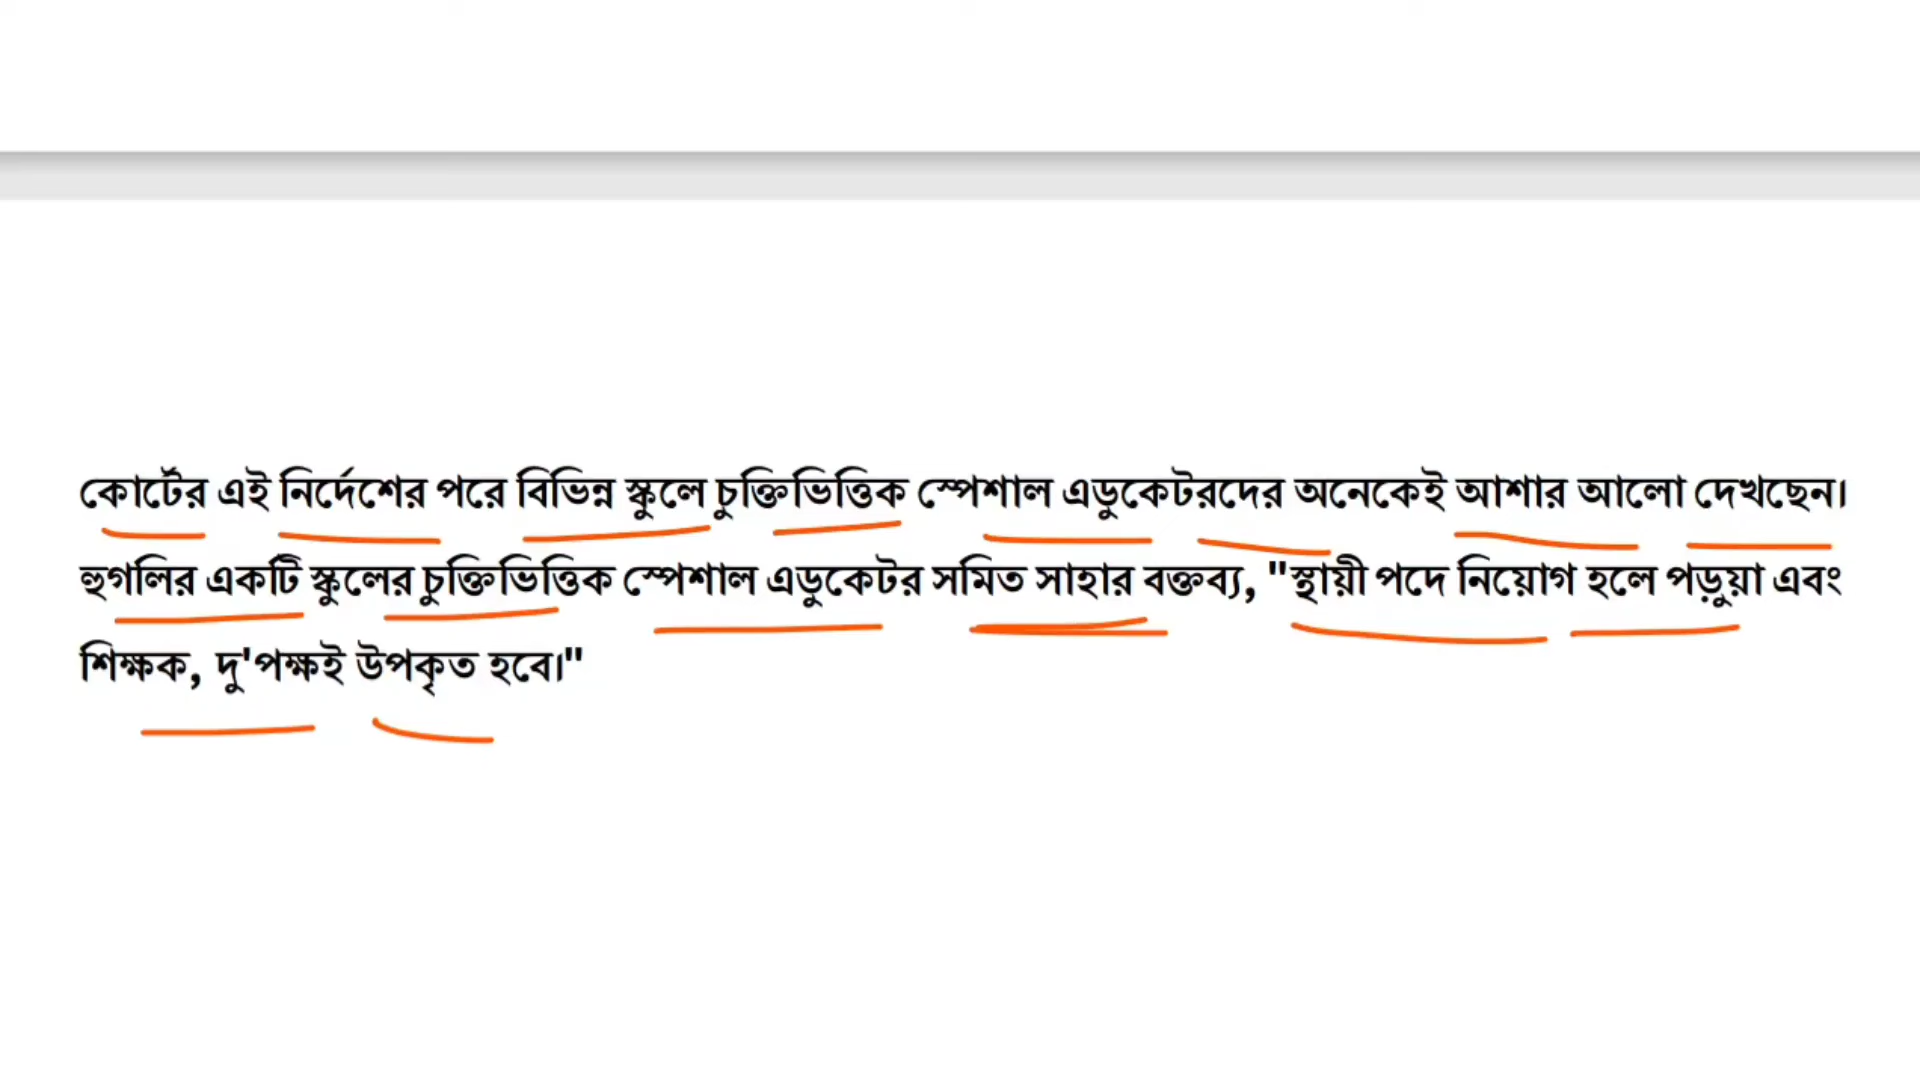 কোর্টের এই নির্দেশের পরে বিভিন্ন স্কুলে চুক্তিভিত্তিক স্পেশাল এডুকেটরদের অনেকেই আশার আলো দেখছেন।
হুগলির একটি স্কুলের চুক্তিভিত্তিক স্পেশাল এডুকেটর সমিত সাহার বক্তব্য, "স্থায়ী পদে নিয়োগ হলে পড়ুয়া এবং
শিক্ষক, দু'পক্ষই উপকৃত হবে।"